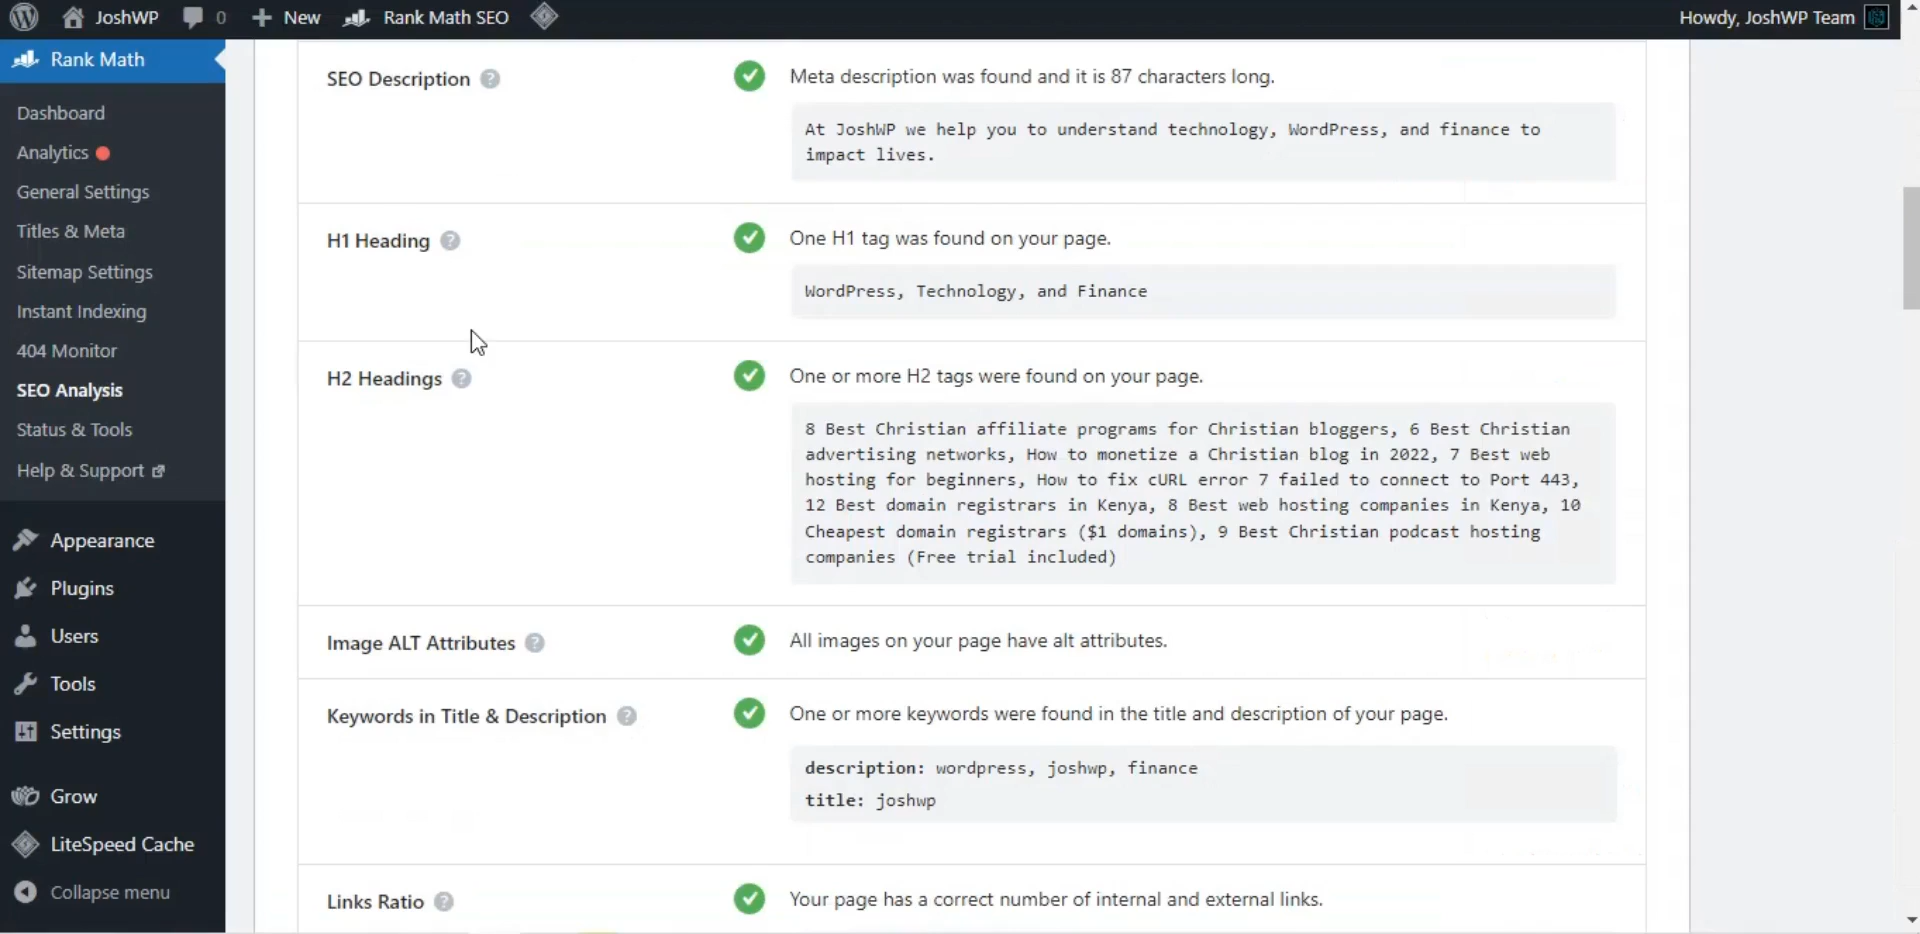 JoshWP 0 New Rank Math SEO Howdy, JoshWP Team
Rank Math
Dashboard
Analytics
General Settings
Titles & Meta
Sitemap Settings
Instant Indexing
404 Monitor
SEO Analysis
Status & Tools
Help & Support
Appearance
Plugins
Users
Tools
Settings
Grow
LiteSpeed Cache
Collapse menu
SEO Description ? Meta description was found and it is 87 characters long.
At JoshWP we help you to understand technology, WordPress, and finance to
impact lives.
H1 Heading ? One H1 tag was found on your page.
WordPress, Technology, and Finance
H2 Headings ? One or more H2 tags were found on your page.
8 Best Christian affiliate programs for Christian bloggers, 6 Best Christian
advertising networks, How to monetize a Christian blog in 2022, 7 Best web
hosting for beginners, How to fix cURL error 7 failed to connect to Port 443,
12 Best domain registrars in Kenya, 8 Best web hosting companies in Kenya, 10
Cheapest domain registrars ($1 domains), 9 Best Christian podcast hosting
companies (Free trial included)
Image ALT Attributes ? All images on your page have alt attributes.
Keywords in Title & Description ? One or more keywords were found in the title and description of your page.
description: wordpress, joshwp, finance
title: joshwp
Links Ratio ? Your page has a correct number of internal and external links.